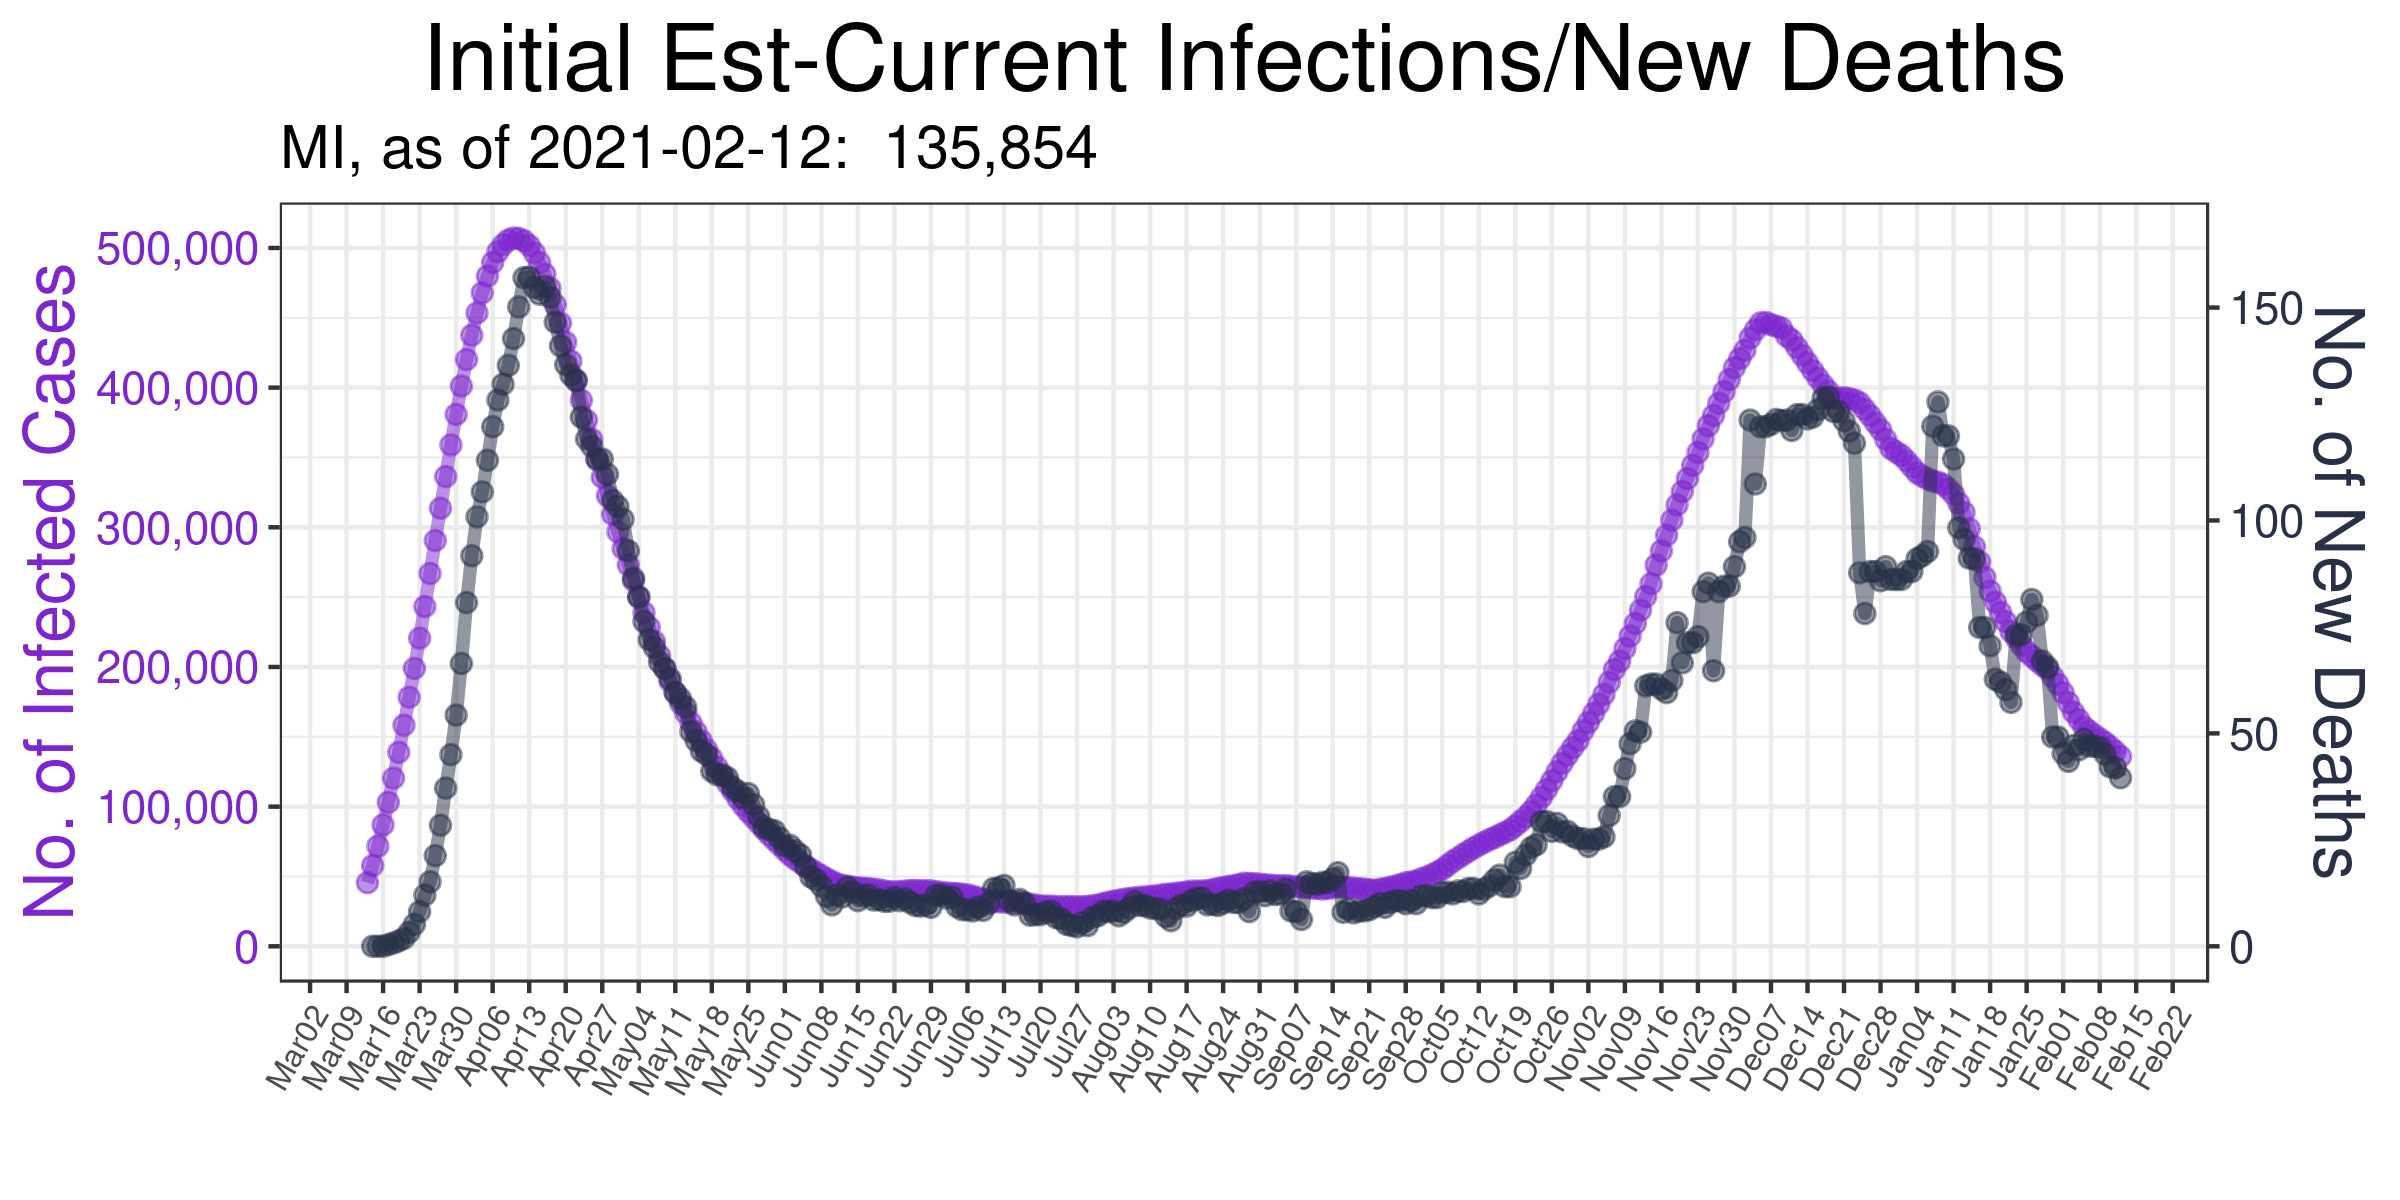 Initial Est-Current Infections/New Deaths
MI, as of 2021-02-12: 135,854
No. of Infected Cases
500,000
400,000
300,000
200,000
100,000
0
150
100
50
0
No. of New Deaths
Mar02
Mar09
Mar16
Mar23
Mar30
Apr06
Apr13
Apr20
Apr27
May04
May11
May18
May25
Jun01
Jun08
Jun15
Jun22
Jun29
Jul06
Jul13
Jul20
Jul27
Aug03
Aug10
Aug17
Aug24
Aug31
Sep07
Sep14
Sep21
Sep28
Oct05
Oct12
Oct19
Oct26
Nov02
Nov09
Nov16
Nov23
Nov30
Dec07
Dec14
Dec21
Dec28
Jan04
Jan11
Jan18
Jan25
Feb01
Feb08
Feb15
Feb22